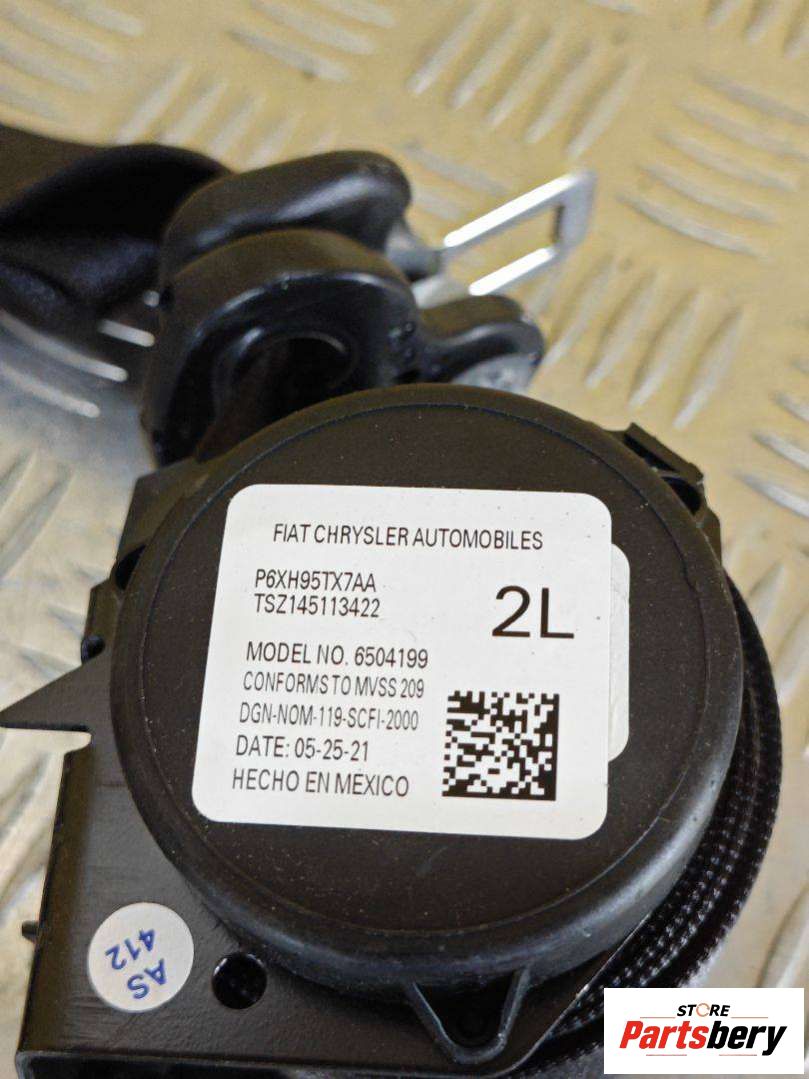 FIAT CHRYSLER AUTOMOBILES
P6XH95TX7AA
TSZ145113422
2L
MODEL NO. 6504199
CONFORMS TO MVSS 209
DGN-NOM-119-SCFI-2000
DATE: 05-25-21
HECHO EN MEXICO
AS
412
STORE
Partsbery